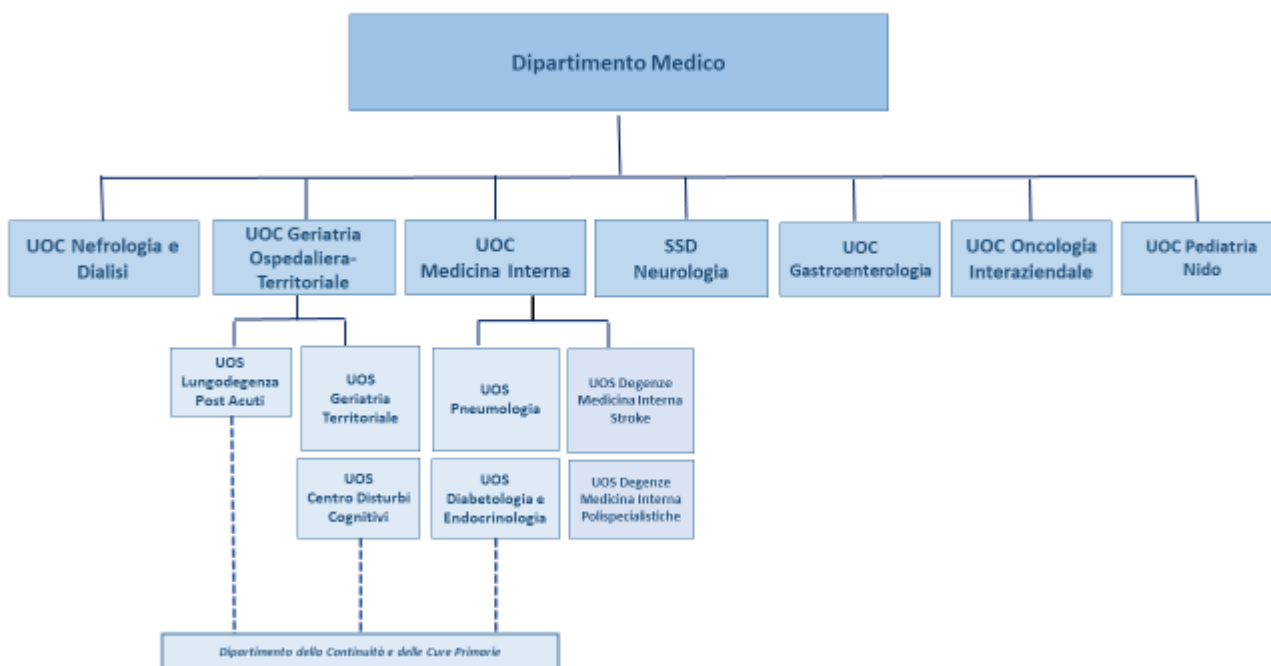 Dipartimento Medico
UOC Nefrologia e
Dialisi
UOC Geriatria
Ospedaliera-
Territoriale
UOC
Medicina Interna
SSD
Neurologia
UOC
Gastroenterologia
UOC Oncologia
Interaziendale
UOC Pediatria
Nido
UOS
Lungodegenza
Post Acuti
UOS
Geriatria
Territoriale
UOS
Pneumologia
UOS Degenze
Medicina Interna
Stroke
UOS
Centro Disturbi
Cognitivi
UOS
Diabetologia e
Endocrinologia
UOS Degenze
Medicina Interna
Polispecialistiche
Dipartimento della Continuità e delle Cure Primarie